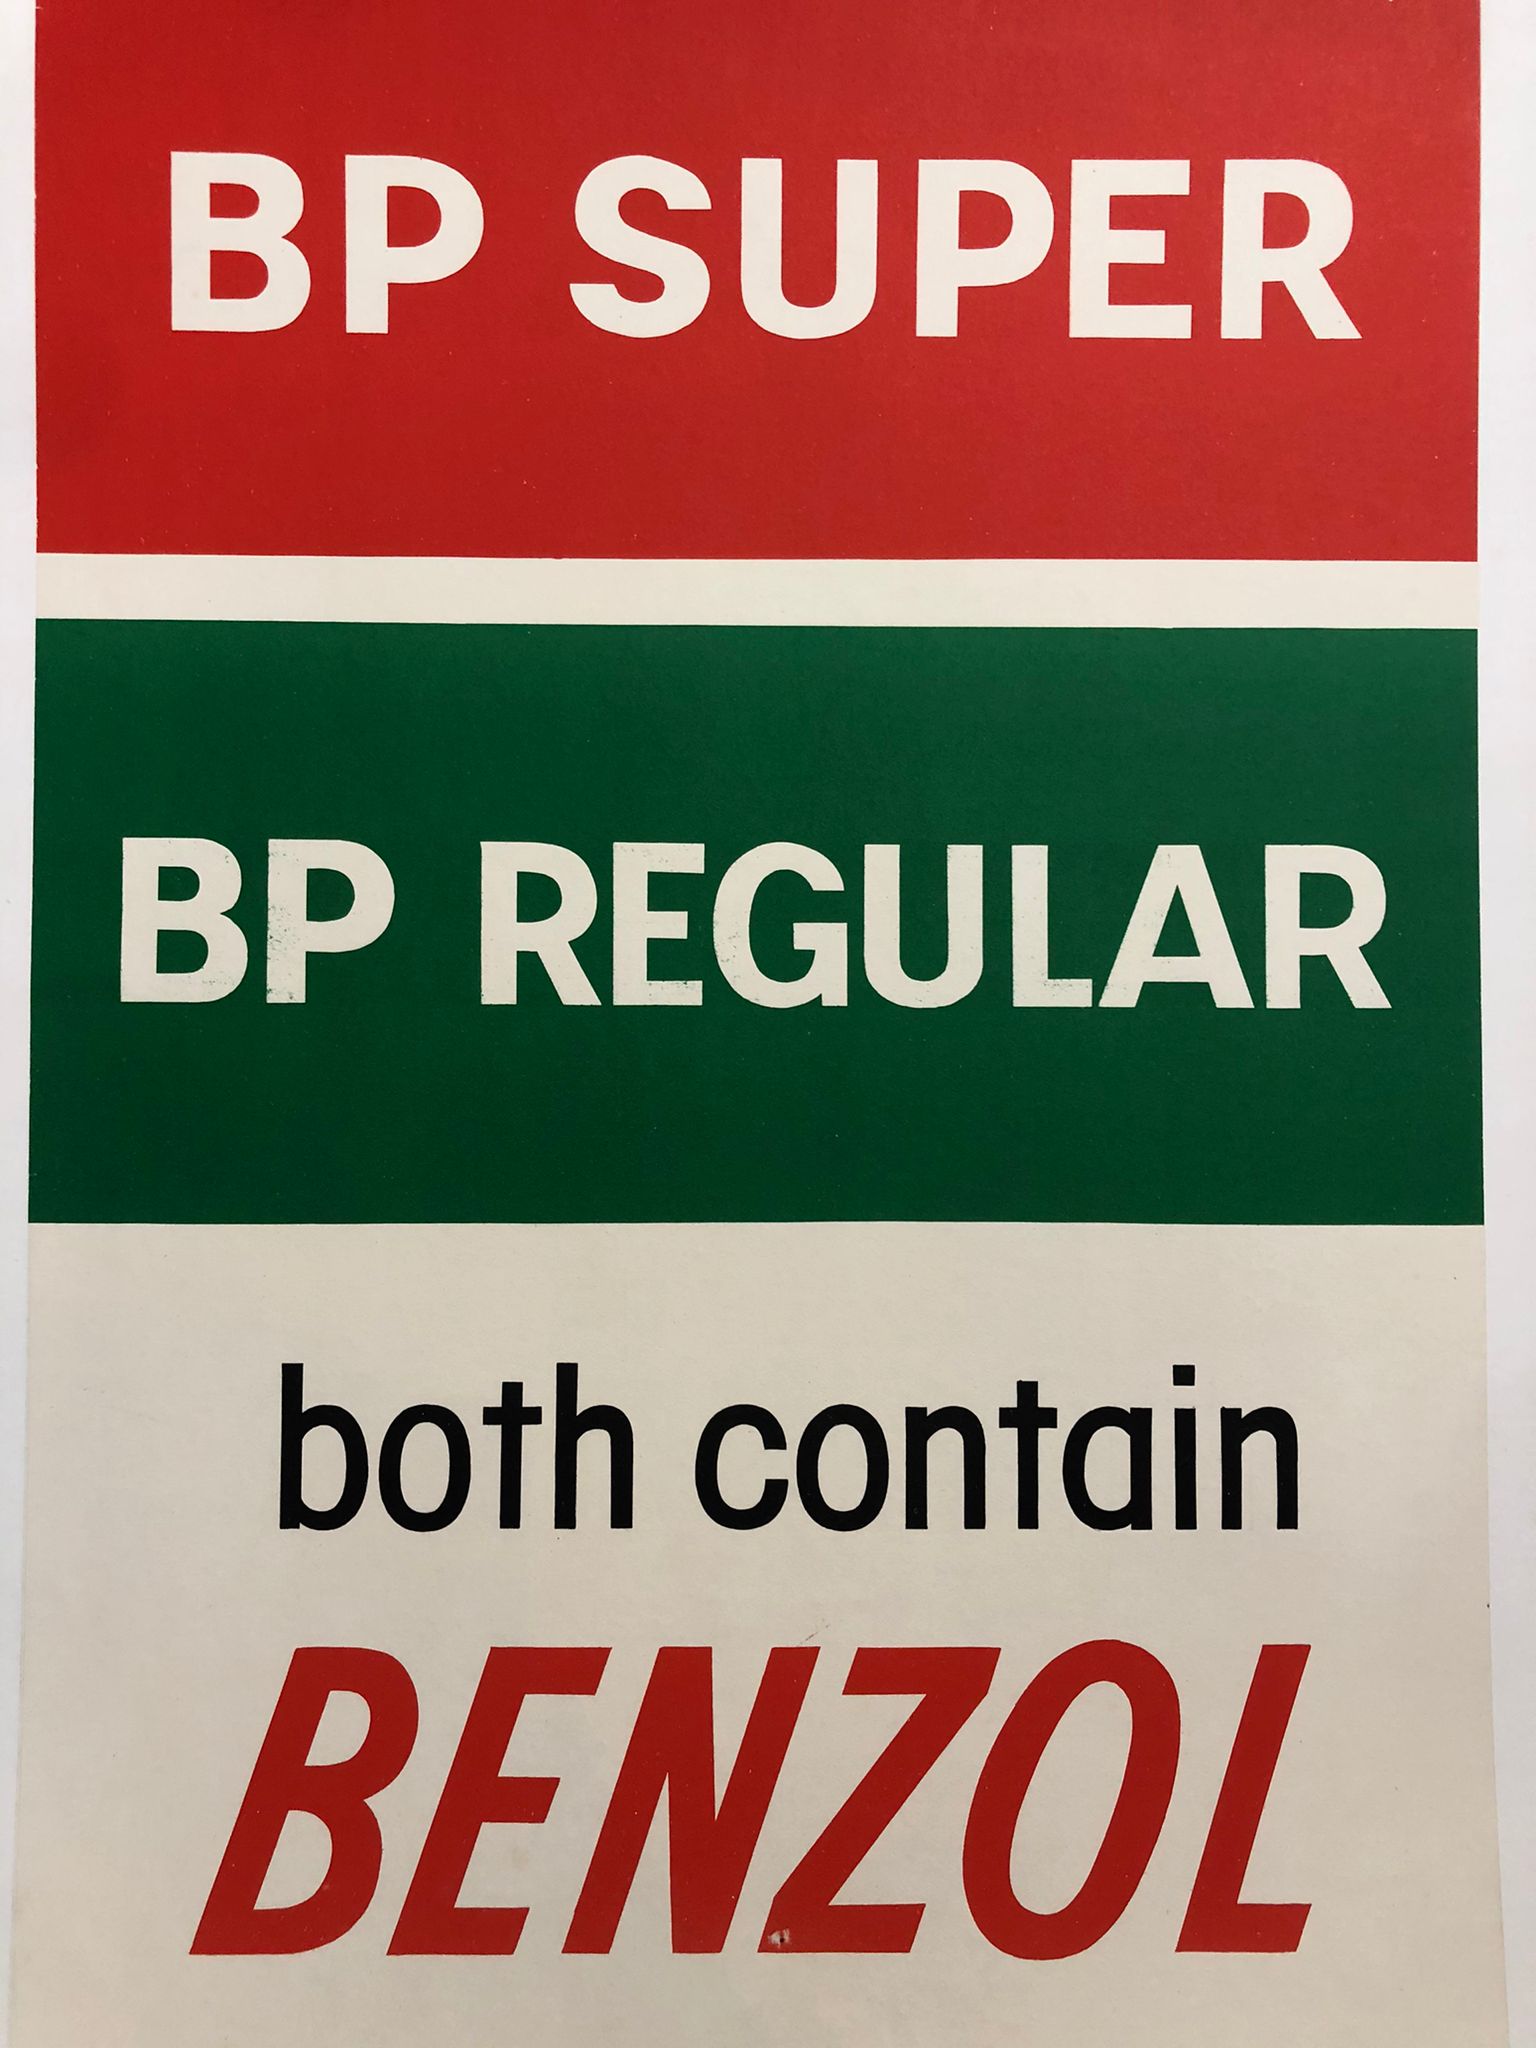 BP SUPER
BP REGULAR
both contain
BENZOL